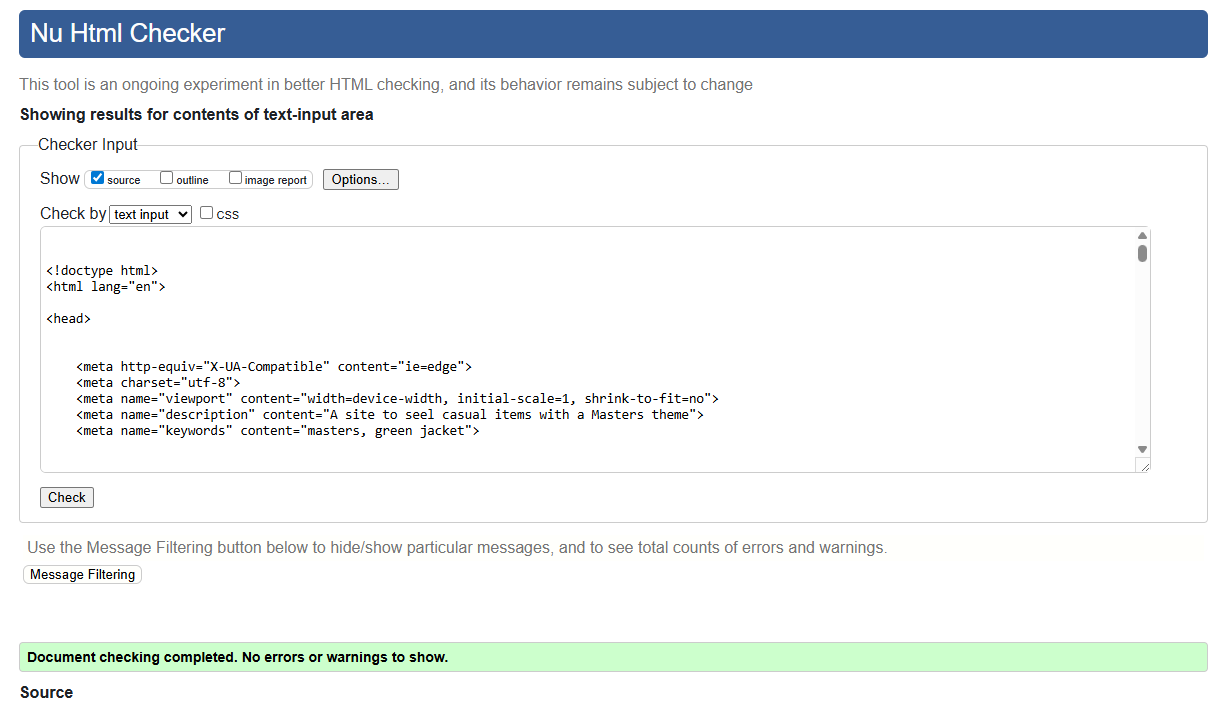 Nu Html Checker
This tool is an ongoing experiment in better HTML checking, and its behavior remains subject to change
Showing results for contents of text-input area
Checker Input
Show source outline image report Options...
Check by text input css
<!doctype html>
<html lang="en">
<head>
<meta http-equiv="X-UA-Compatible" content="ie=edge">
<meta charset="utf-8">
<meta name="viewport" content="width=device-width, initial-scale=1, shrink-to-fit=no">
<meta name="description" content="A site to seel casual items with a Masters theme">
<meta name="keywords" content="masters, green jacket">
Check
Use the Message Filtering button below to hide/show particular messages, and to see total counts of errors and warnings.
Message Filtering
Document checking completed. No errors or warnings to show.
Source